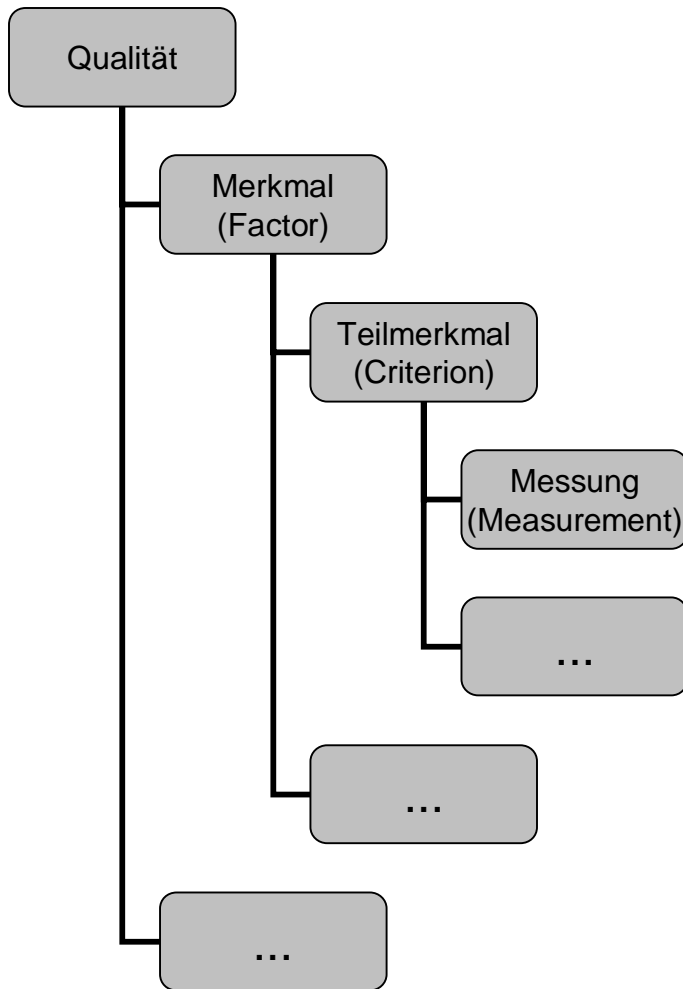 Qualität
Merkmal
(Factor)
Teilmerkmal
(Criterion)
Messung
(Measurement)
...
...
...